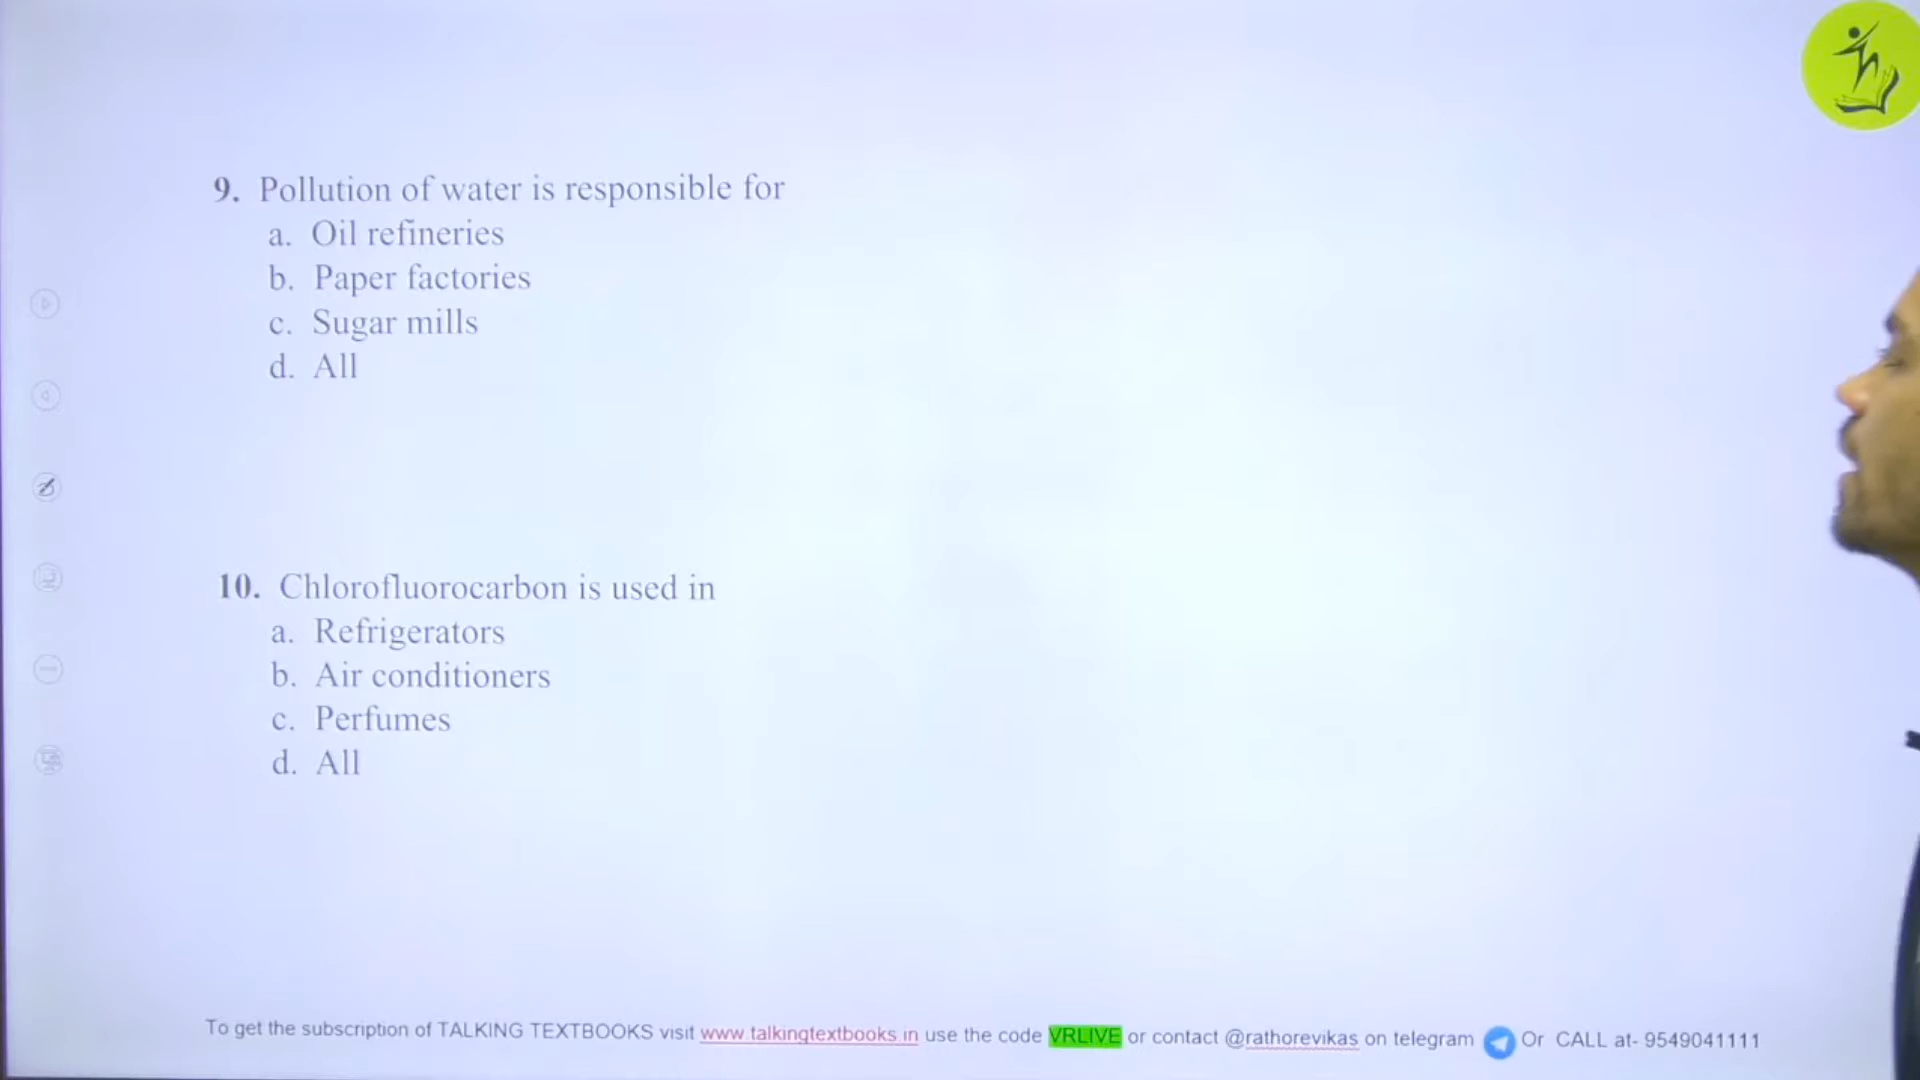 9. Pollution of water is responsible for
a. Oil refineries
b. Paper factories
c. Sugar mills
d. All
10. Chlorofluorocarbon is used in
a. Refrigerators
b. Air conditioners
c. Perfumes
d. All
To get the subscription of TALKING TEXTBOOKS visit www.talkingtextbooks.in use the code VRLIVE or contact @rathorevikas on telegram Or CALL at- 9549041111